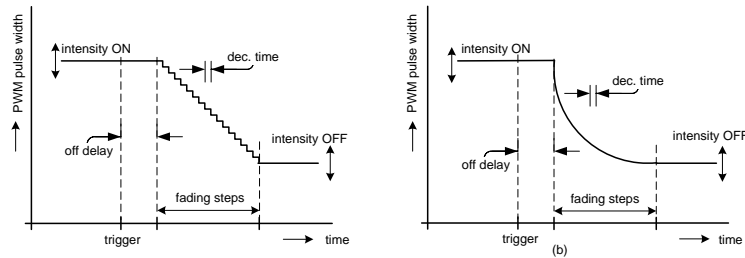 PWM pulse width
intensity ON
dec. time
off delay
intensity OFF
fading steps
trigger
time
PWM pulse width
intensity ON
dec. time
off delay
intensity OFF
fading steps
trigger
time
(b)